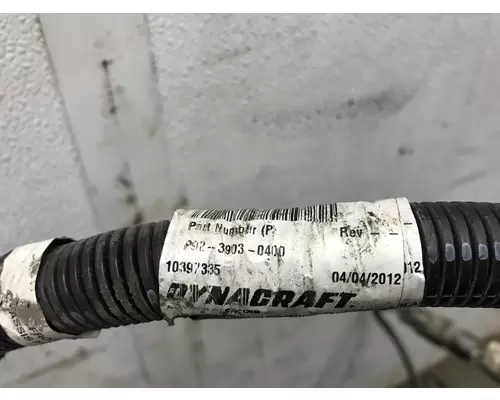 Part Number (P
Rev - -
P92-3903-0400
10397335
04/04/2012
DYNACRAFT